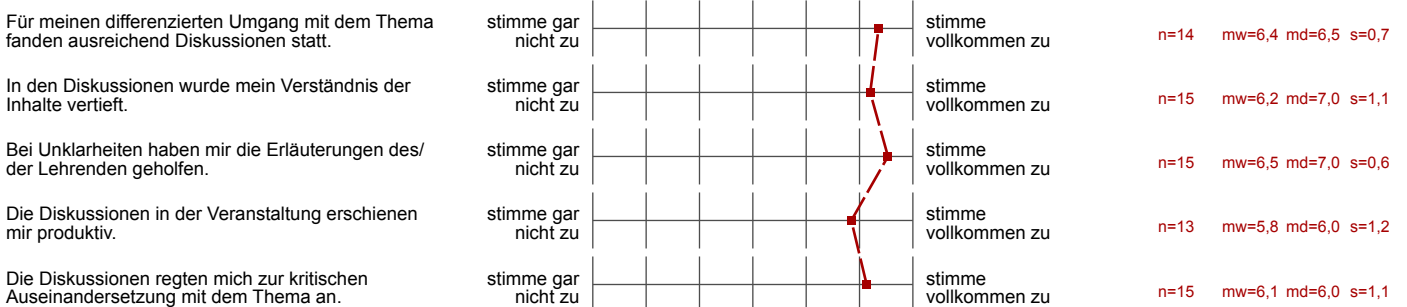 Für meinen differenzierten Umgang mit dem Thema
fanden ausreichend Diskussionen statt.
stimme gar
nicht zu
stimme
vollkommen zu
n=14 mw=6,4 md=6,5 s=0,7
In den Diskussionen wurde mein Verständnis der
Inhalte vertieft.
stimme gar
nicht zu
stimme
vollkommen zu
n=15 mw=6,2 md=7,0 s=1,1
Bei Unklarheiten haben mir die Erläuterungen des/
der Lehrenden geholfen.
stimme gar
nicht zu
stimme
vollkommen zu
n=15 mw=6,5 md=7,0 s=0,6
Die Diskussionen in der Veranstaltung erschienen
mir produktiv.
stimme gar
nicht zu
stimme
vollkommen zu
n=13 mw=5,8 md=6,0 s=1,2
Die Diskussionen regten mich zur kritischen
Auseinandersetzung mit dem Thema an.
stimme gar
nicht zu
stimme
vollkommen zu
n=15 mw=6,1 md=6,0 s=1,1